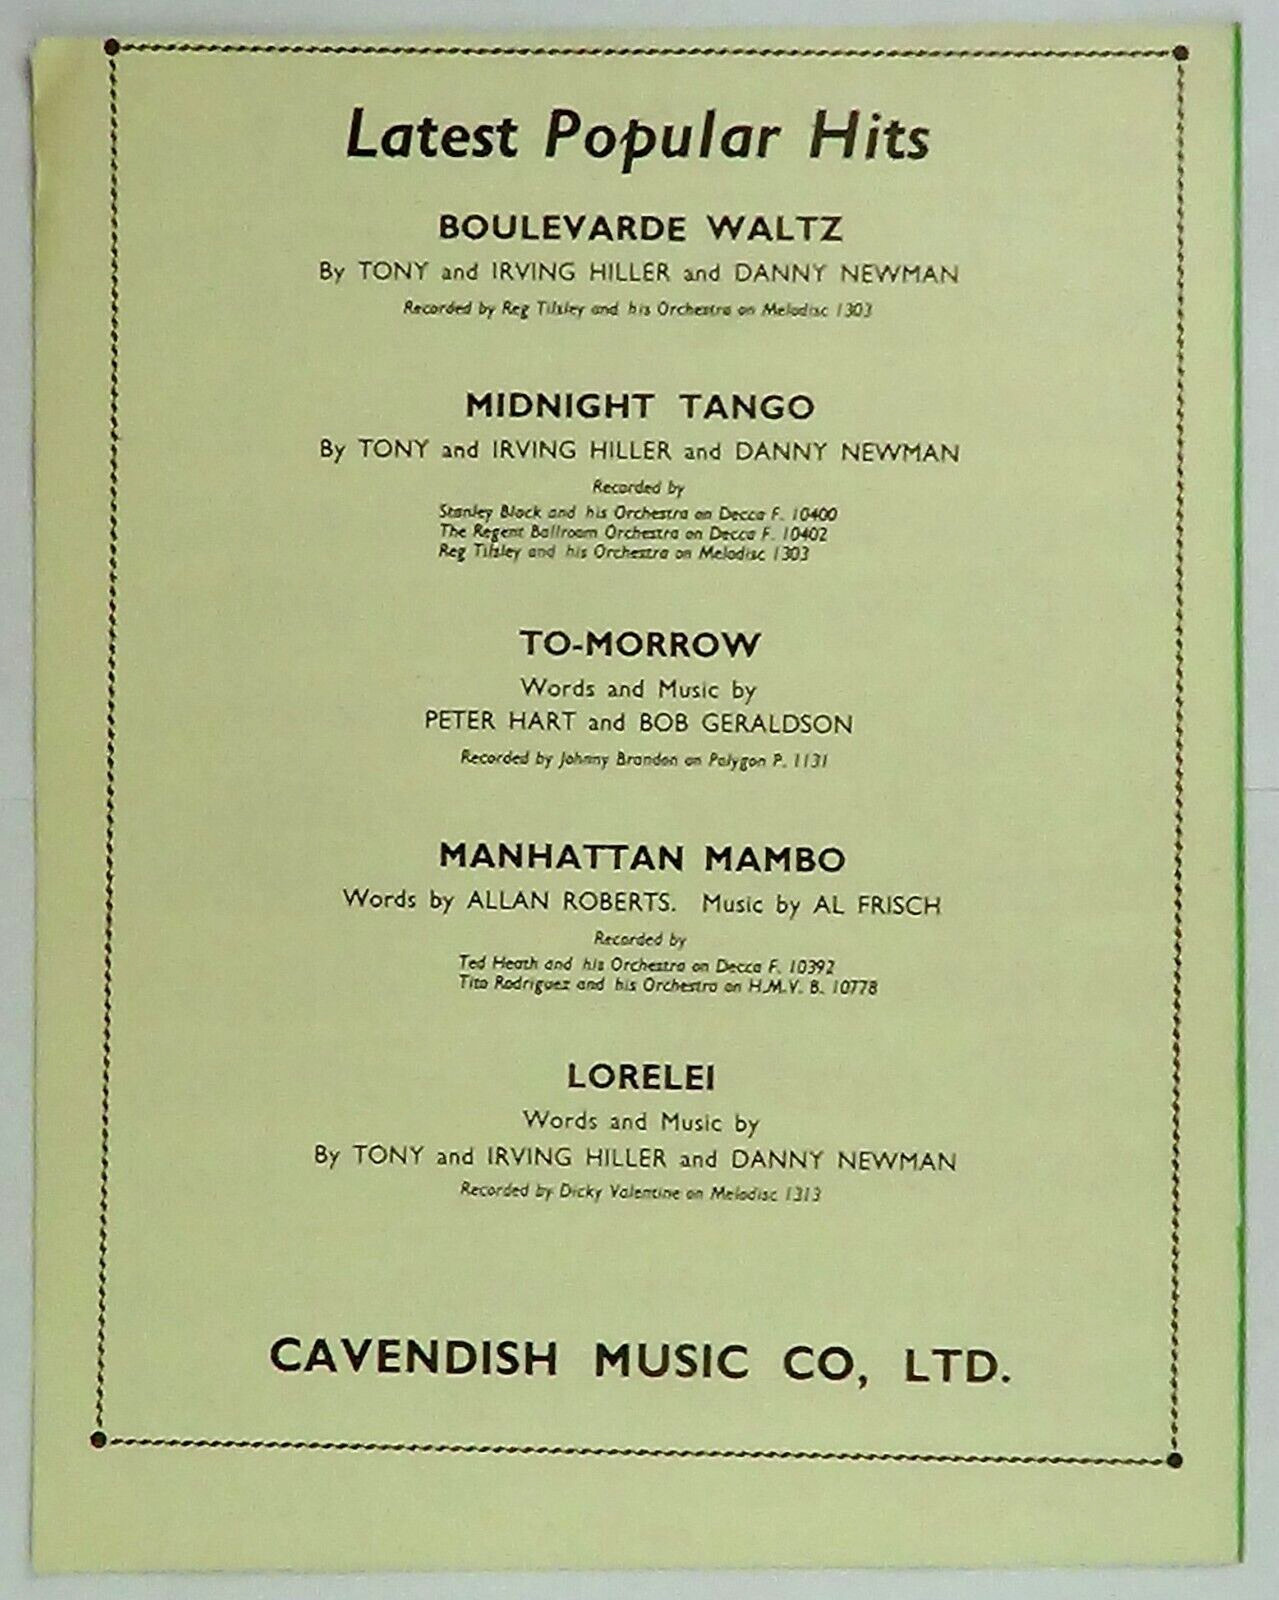 Latest Popular Hits
BOULEVARDE WALTZ
By TONY and IRVING HILLER and DANNY NEWMAN
Recorded by Reg Tilsley and his Orchestra on Melodisc 1303
MIDNIGHT TANGO
By TONY and IRVING HILLER and DANNY NEWMAN
Recorded by
Stanley Black and his Orchestra on Decca F. 10400
The Regent Ballroom Orchestra on Decca F. 10402
Reg Tilsley and his Orchestra on Melodisc 1303
TO-MORROW
Words and Music by
PETER HART and BOB GERALDSON
Recorded by Johnny Brandon on Polygon P. 1131
MANHATTAN MAMBO
Words by ALLAN ROBERTS. Music by AL FRISCH
Recorded by
Ted Heath and his Orchestra on Decca F. 10392
Tito Rodriguez and his Orchestra on H.M.V. B. 10778
LORELEI
Words and Music by
By TONY and IRVING HILLER and DANNY NEWMAN
Recorded by Dicky Valentine on Melodisc 1313
CAVENDISH MUSIC CO, LTD.